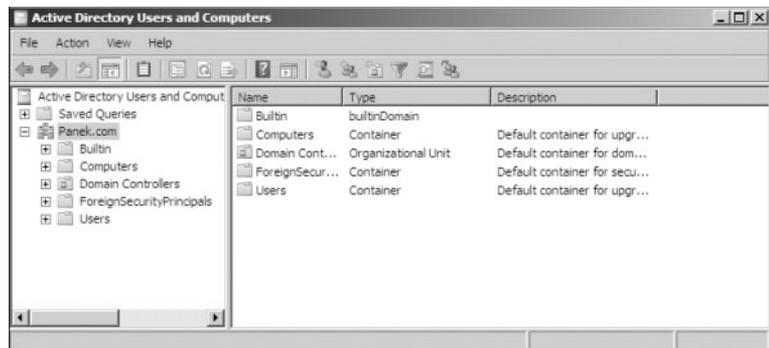 Active Directory Users and Computers
File Action View Help
Active Directory Users and Comput
Saved Queries
Panek.com
Builtin
Computers
Domain Controllers
ForeignSecurityPrincipals
Users
Name Type Description
Builtin builtinDomain
Computers Container Default container for upgr...
Domain Cont... Organizational Unit Default container for dom...
ForeignSecur... Container Default container for secu...
Users Container Default container for upgr...